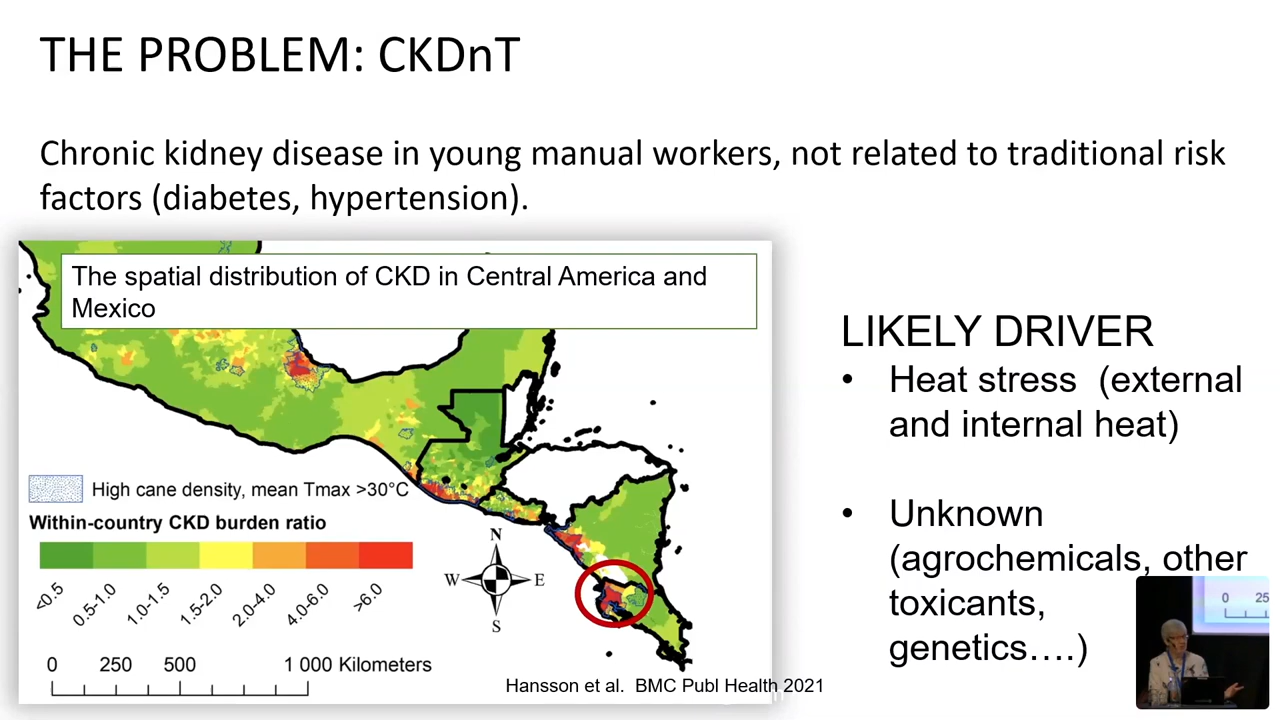 THE PROBLEM: CKDnT
Chronic kidney disease in young manual workers, not related to traditional risk
factors (diabetes, hypertension).
The spatial distribution of CKD in Central America and
Mexico
High cane density, mean Tmax >30°C
Within-country CKD burden ratio
<0.5
0.5-1.0
1.0-1.5
1.5-2.0
2.0-4.0
4.0-6.0
>6.0
N
W
E
S
0 250 500 1 000 Kilometers
Hansson et al. BMC Publ Health 2021
LIKELY DRIVER
• Heat stress (external
and internal heat)
• Unknown
(agrochemicals, other
toxicants,
genetics....)
0 25